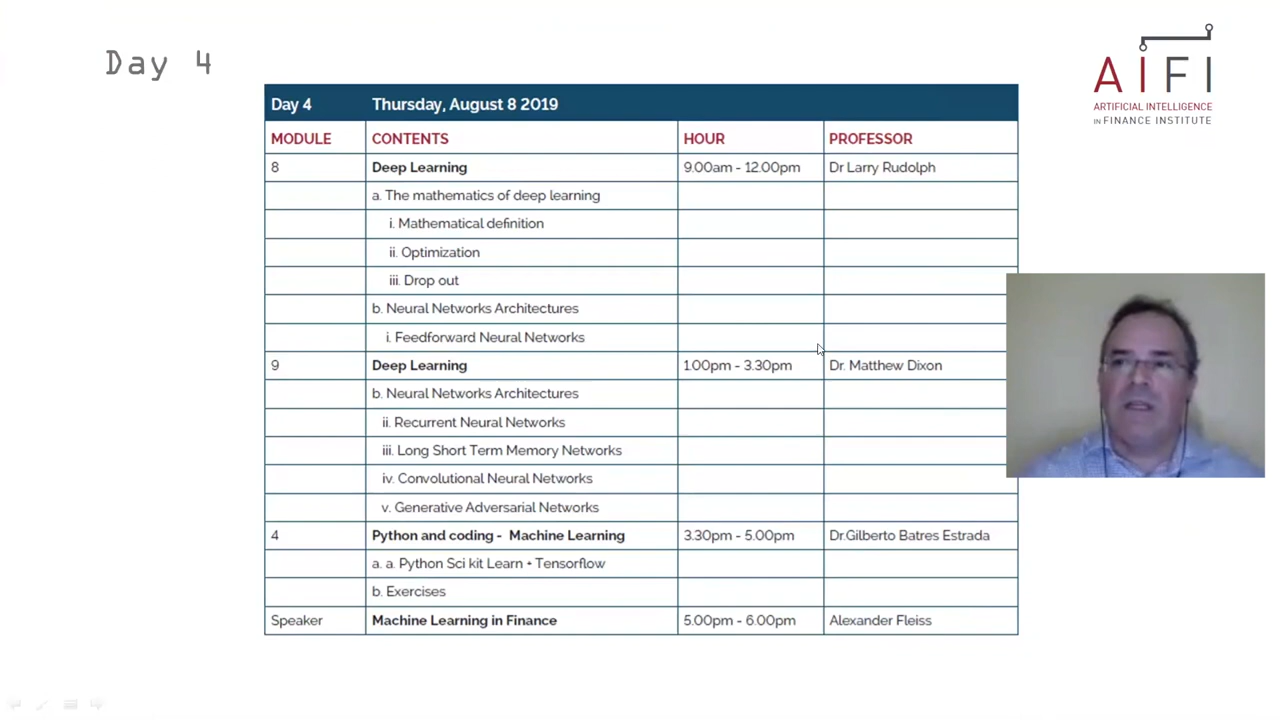 Day 4
AIFI
ARTIFICIAL INTELLIGENCE
IN FINANCE INSTITUTE
Day 4 Thursday, August 8 2019
MODULE CONTENTS HOUR PROFESSOR
8 Deep Learning 9.00am - 12.00pm Dr Larry Rudolph
a. The mathematics of deep learning
i. Mathematical definition
ii. Optimization
iii. Drop out
b. Neural Networks Architectures
i. Feedforward Neural Networks
9 Deep Learning 1.00pm - 3.30pm Dr. Matthew Dixon
b. Neural Networks Architectures
ii. Recurrent Neural Networks
iii. Long Short Term Memory Networks
iv. Convolutional Neural Networks
v. Generative Adversarial Networks
4 Python and coding - Machine Learning 3.30pm - 5.00pm Dr.Gilberto Batres Estrada
a. a. Python Sci kit Learn + Tensorflow
b. Exercises
Speaker Machine Learning in Finance 5.00pm - 6.00pm Alexander Fleiss